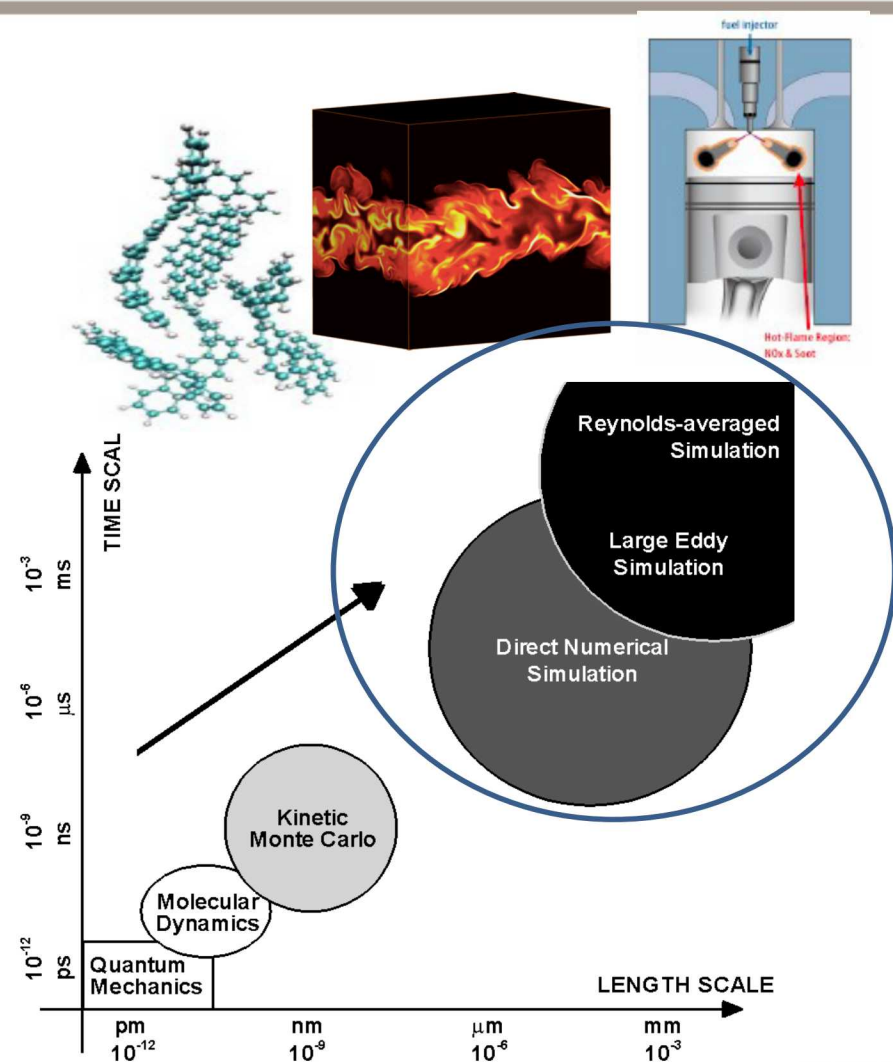 fuel injector
Hot-Flame Region:
NOx & Soot
TIME SCAL
Reynolds-averaged
Simulation
Large Eddy
Simulation
Direct Numerical
Simulation
Kinetic
Monte Carlo
Molecular
Dynamics
Quantum
Mechanics
10⁻³ ms
10⁻⁶ μs
10⁻⁹ ns
10⁻¹² ps
LENGTH SCALE
pm nm μm mm
10⁻¹² 10⁻⁹ 10⁻⁶ 10⁻³